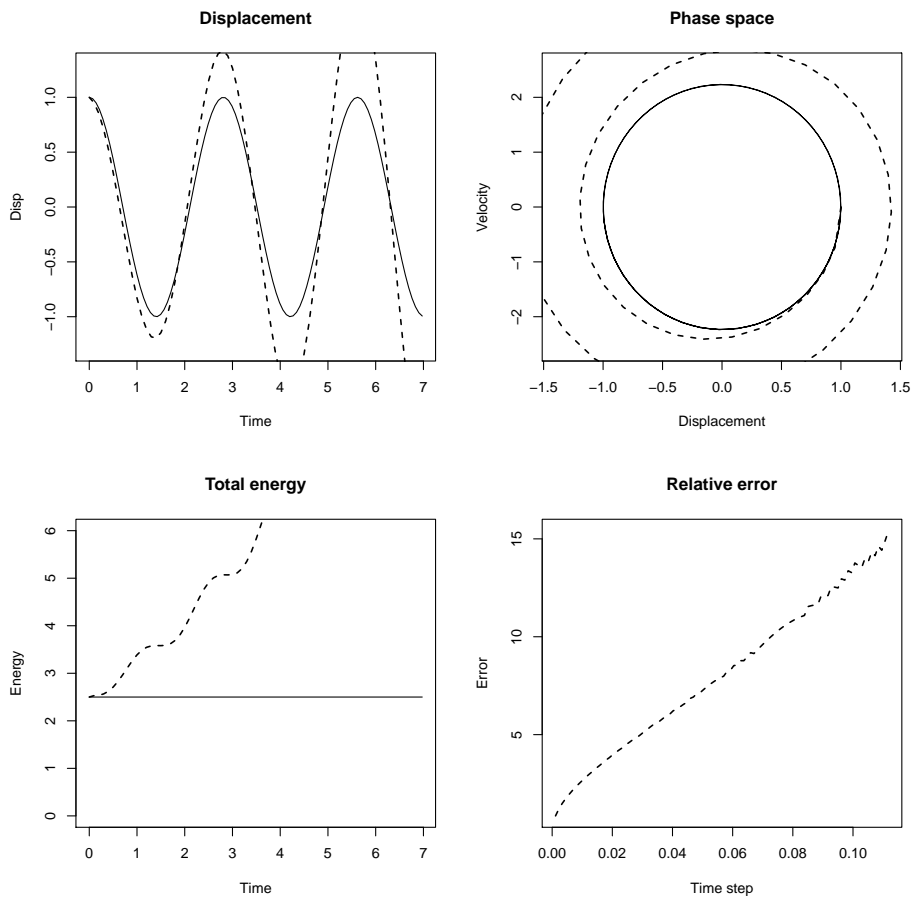 Displacement
Disp
1.0
0.5
0.0
−0.5
−1.0
0 1 2 3 4 5 6 7
Time
Phase space
Velocity
2
1
0
−1
−2
−1.5 −1.0 −0.5 0.0 0.5 1.0 1.5
Displacement
Total energy
Energy
6
5
4
3
2
1
0
0 1 2 3 4 5 6 7
Time
Relative error
Error
15
10
5
0.00 0.02 0.04 0.06 0.08 0.10
Time step